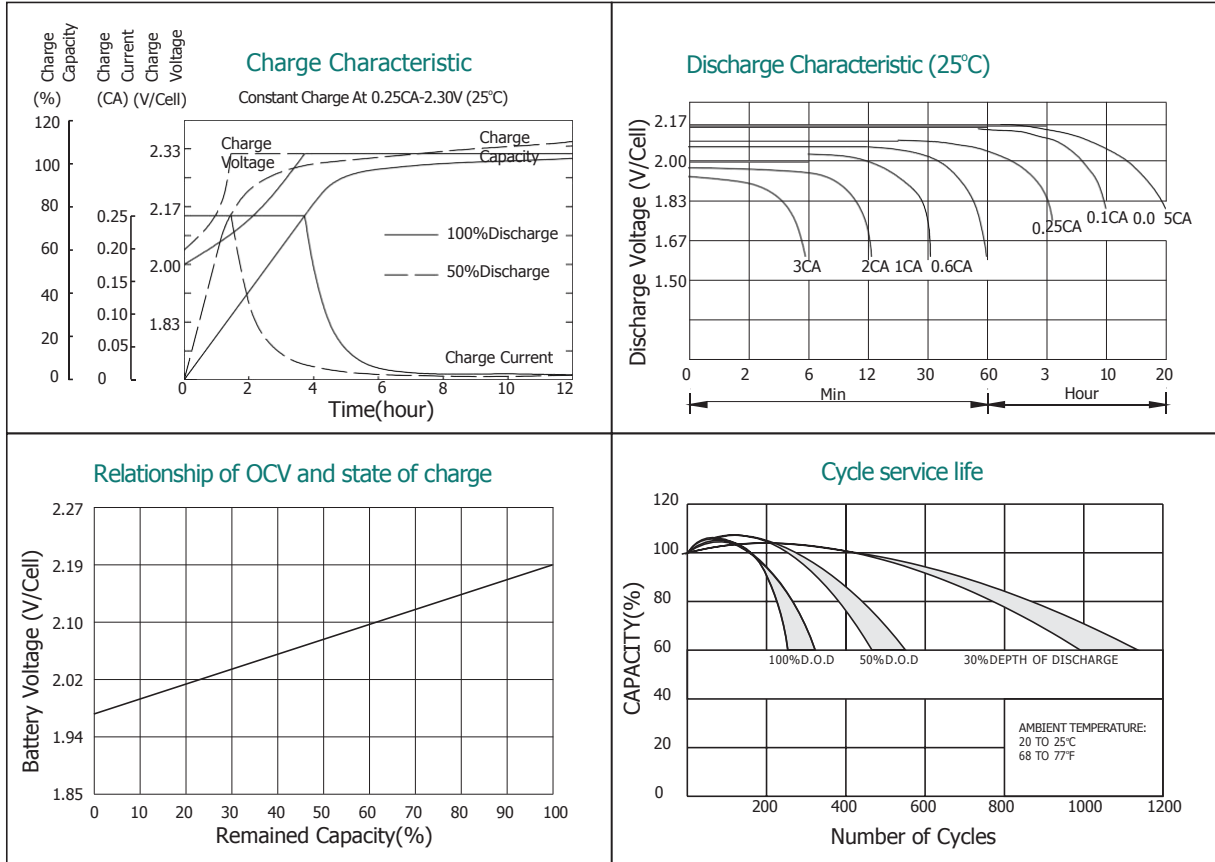 Charge
Capacity
Charge
Current
Charge
Voltage
(%)
(CA)
(V/Cell)
Charge Characteristic
Constant Charge At 0.25CA-2.30V (25°C)
120
100
80
60
40
20
0
0.25
0.20
0.15
0.10
0.05
0
2.33
2.17
2.00
1.83
Charge
Voltage
Charge
Capacity
100%Discharge
50%Discharge
Charge Current
0 2 4 6 8 10 12
Time(hour)
Discharge Characteristic (25°C)
Discharge Voltage (V/Cell)
2.17
2.00
1.83
1.67
1.50
3CA 2CA 1CA 0.6CA 0.25CA 0.1CA 0.0 5CA
0 2 6 12 30 60 3 10 20
Min Hour
Relationship of OCV and state of charge
Battery Voltage (V/Cell)
2.27
2.19
2.10
2.02
1.94
1.85
0 10 20 30 40 50 60 70 80 90 100
Remained Capacity(%)
Cycle service life
CAPACITY(%)
120
100
80
60
40
20
0
100%D.O.D 50%D.O.D 30%DEPTH OF DISCHARGE
AMBIENT TEMPERATURE:
20 TO 25°C
68 TO 77°F
200 400 600 800 1000 1200
Number of Cycles